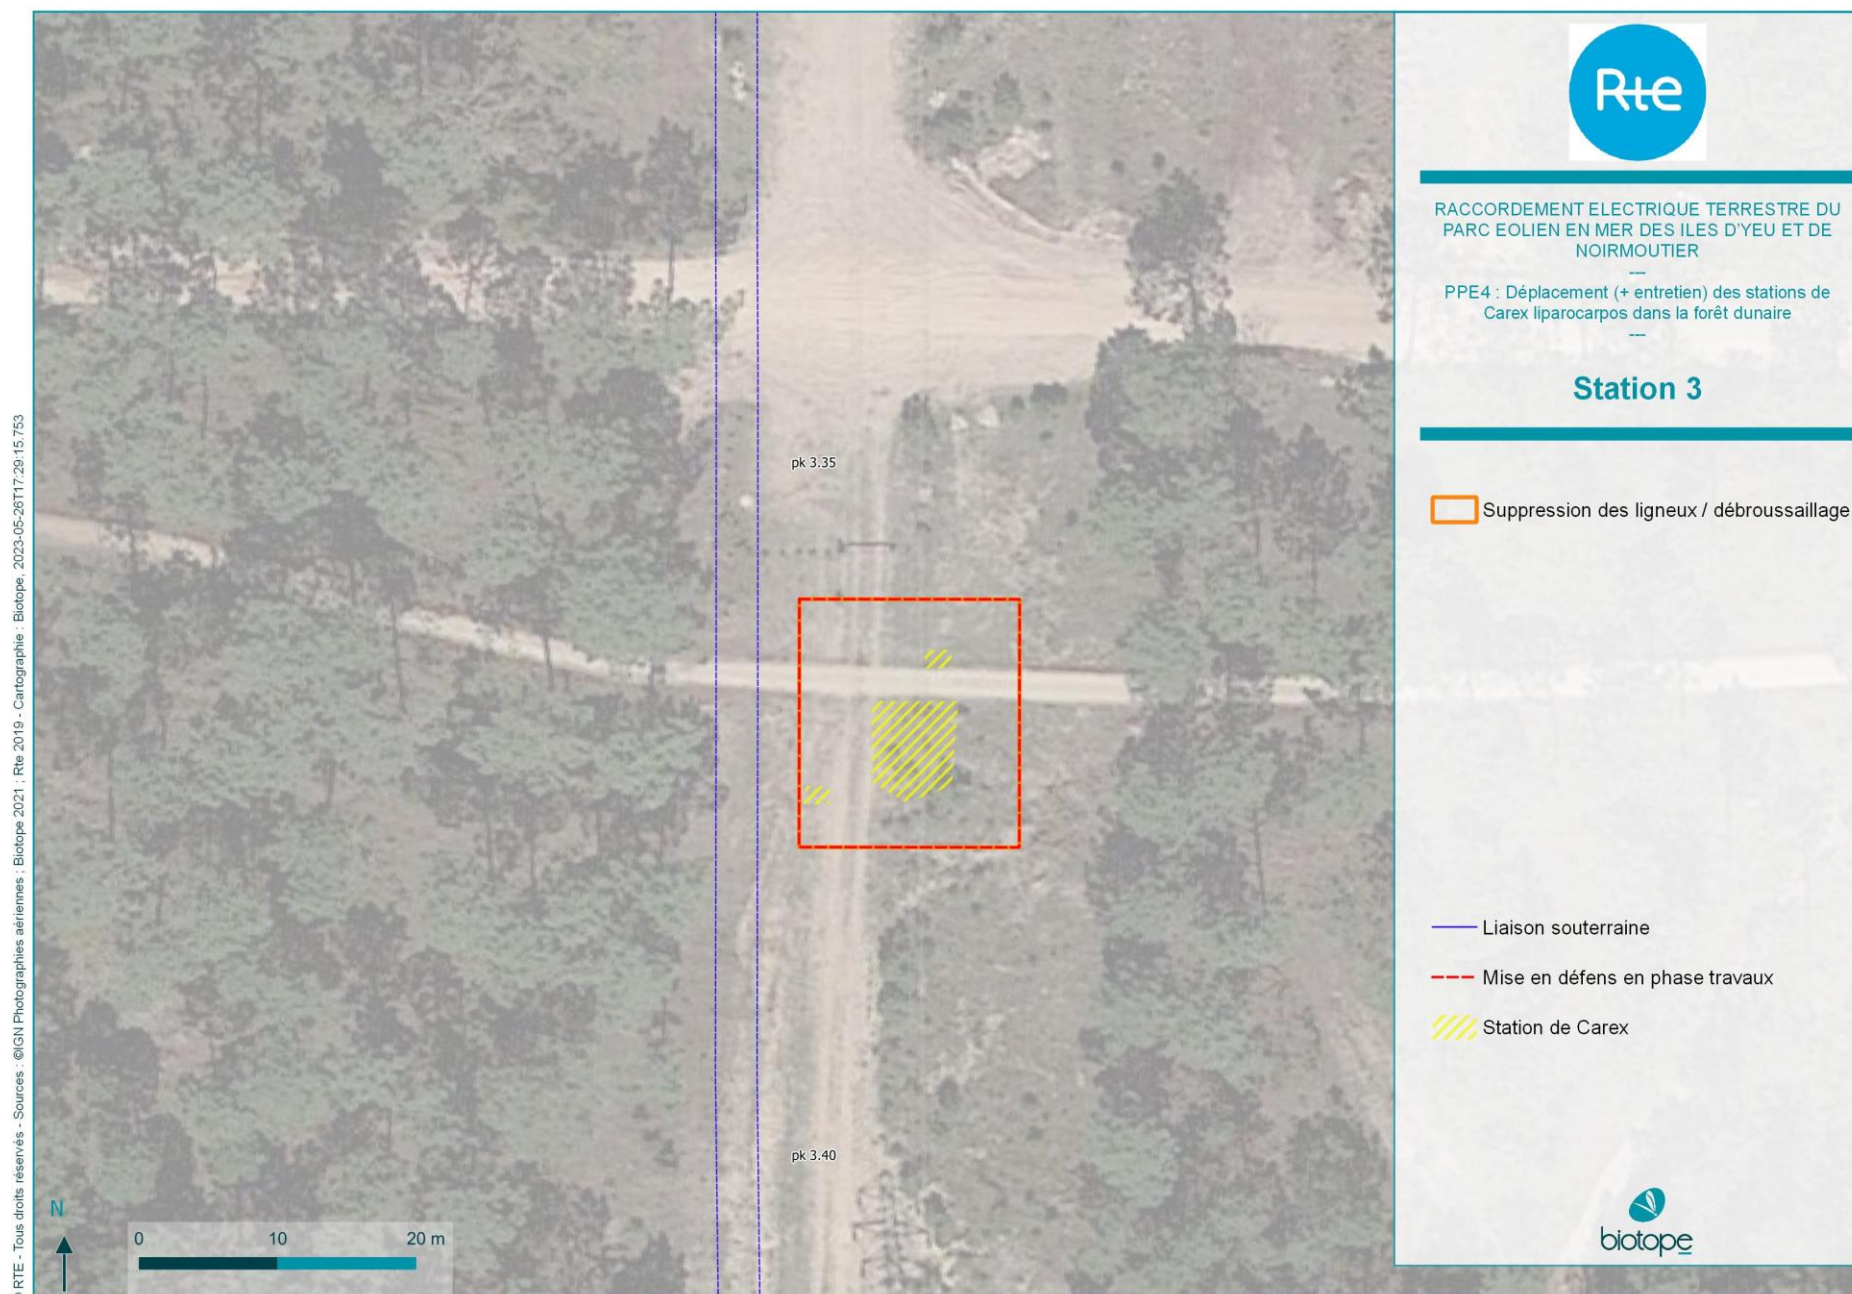 Rte
RACCORDEMENT ELECTRIQUE TERRESTRE DU
PARC EOLIEN EN MER DES ILES D'YEU ET DE
NOIRMOUTIER
---
PPE4 : Déplacement (+ entretien) des stations de
Carex liparocarpos dans la forêt dunaire
---
Station 3
Suppression des ligneux / débroussaillage
Liaison souterraine
Mise en défens en phase travaux
Station de Carex
biotope
pk 3.35
pk 3.40
N
0 10 20 m
RTE - Tous droits réservés - Sources : ©IGN Photographies aériennes ; Biotope 2021 ; Rte 2019 - Cartographie : Biotope, 2023-05-26T17:29:15.753